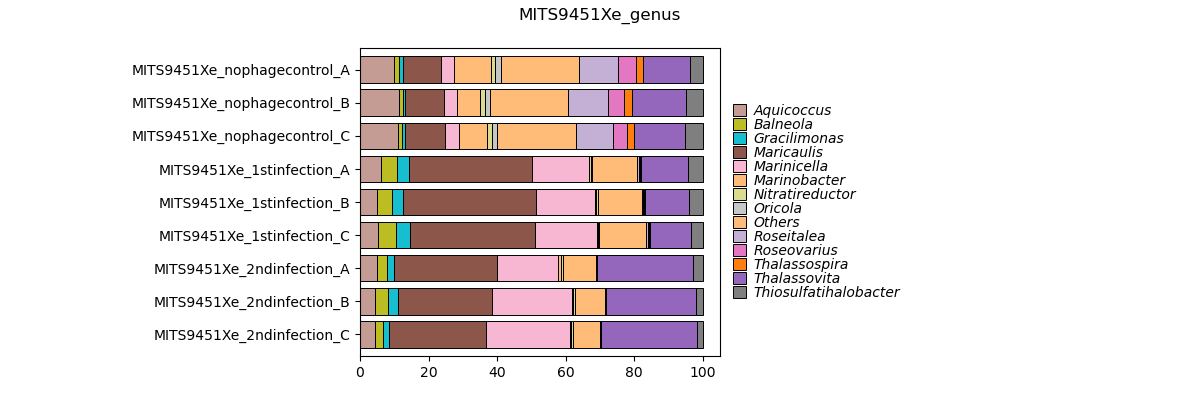 MITS9451Xe_genus
MITS9451Xe_nophagecontrol_A
MITS9451Xe_nophagecontrol_B
MITS9451Xe_nophagecontrol_C
MITS9451Xe_1stinfection_A
MITS9451Xe_1stinfection_B
MITS9451Xe_1stinfection_C
MITS9451Xe_2ndinfection_A
MITS9451Xe_2ndinfection_B
MITS9451Xe_2ndinfection_C
0 20 40 60 80 100
Aquicoccus
Balneola
Gracilimonas
Maricaulis
Marinicella
Marinobacter
Nitratireductor
Oricola
Others
Roseitalea
Roseovarius
Thalassospira
Thalassovita
Thiosulfatihalobacter